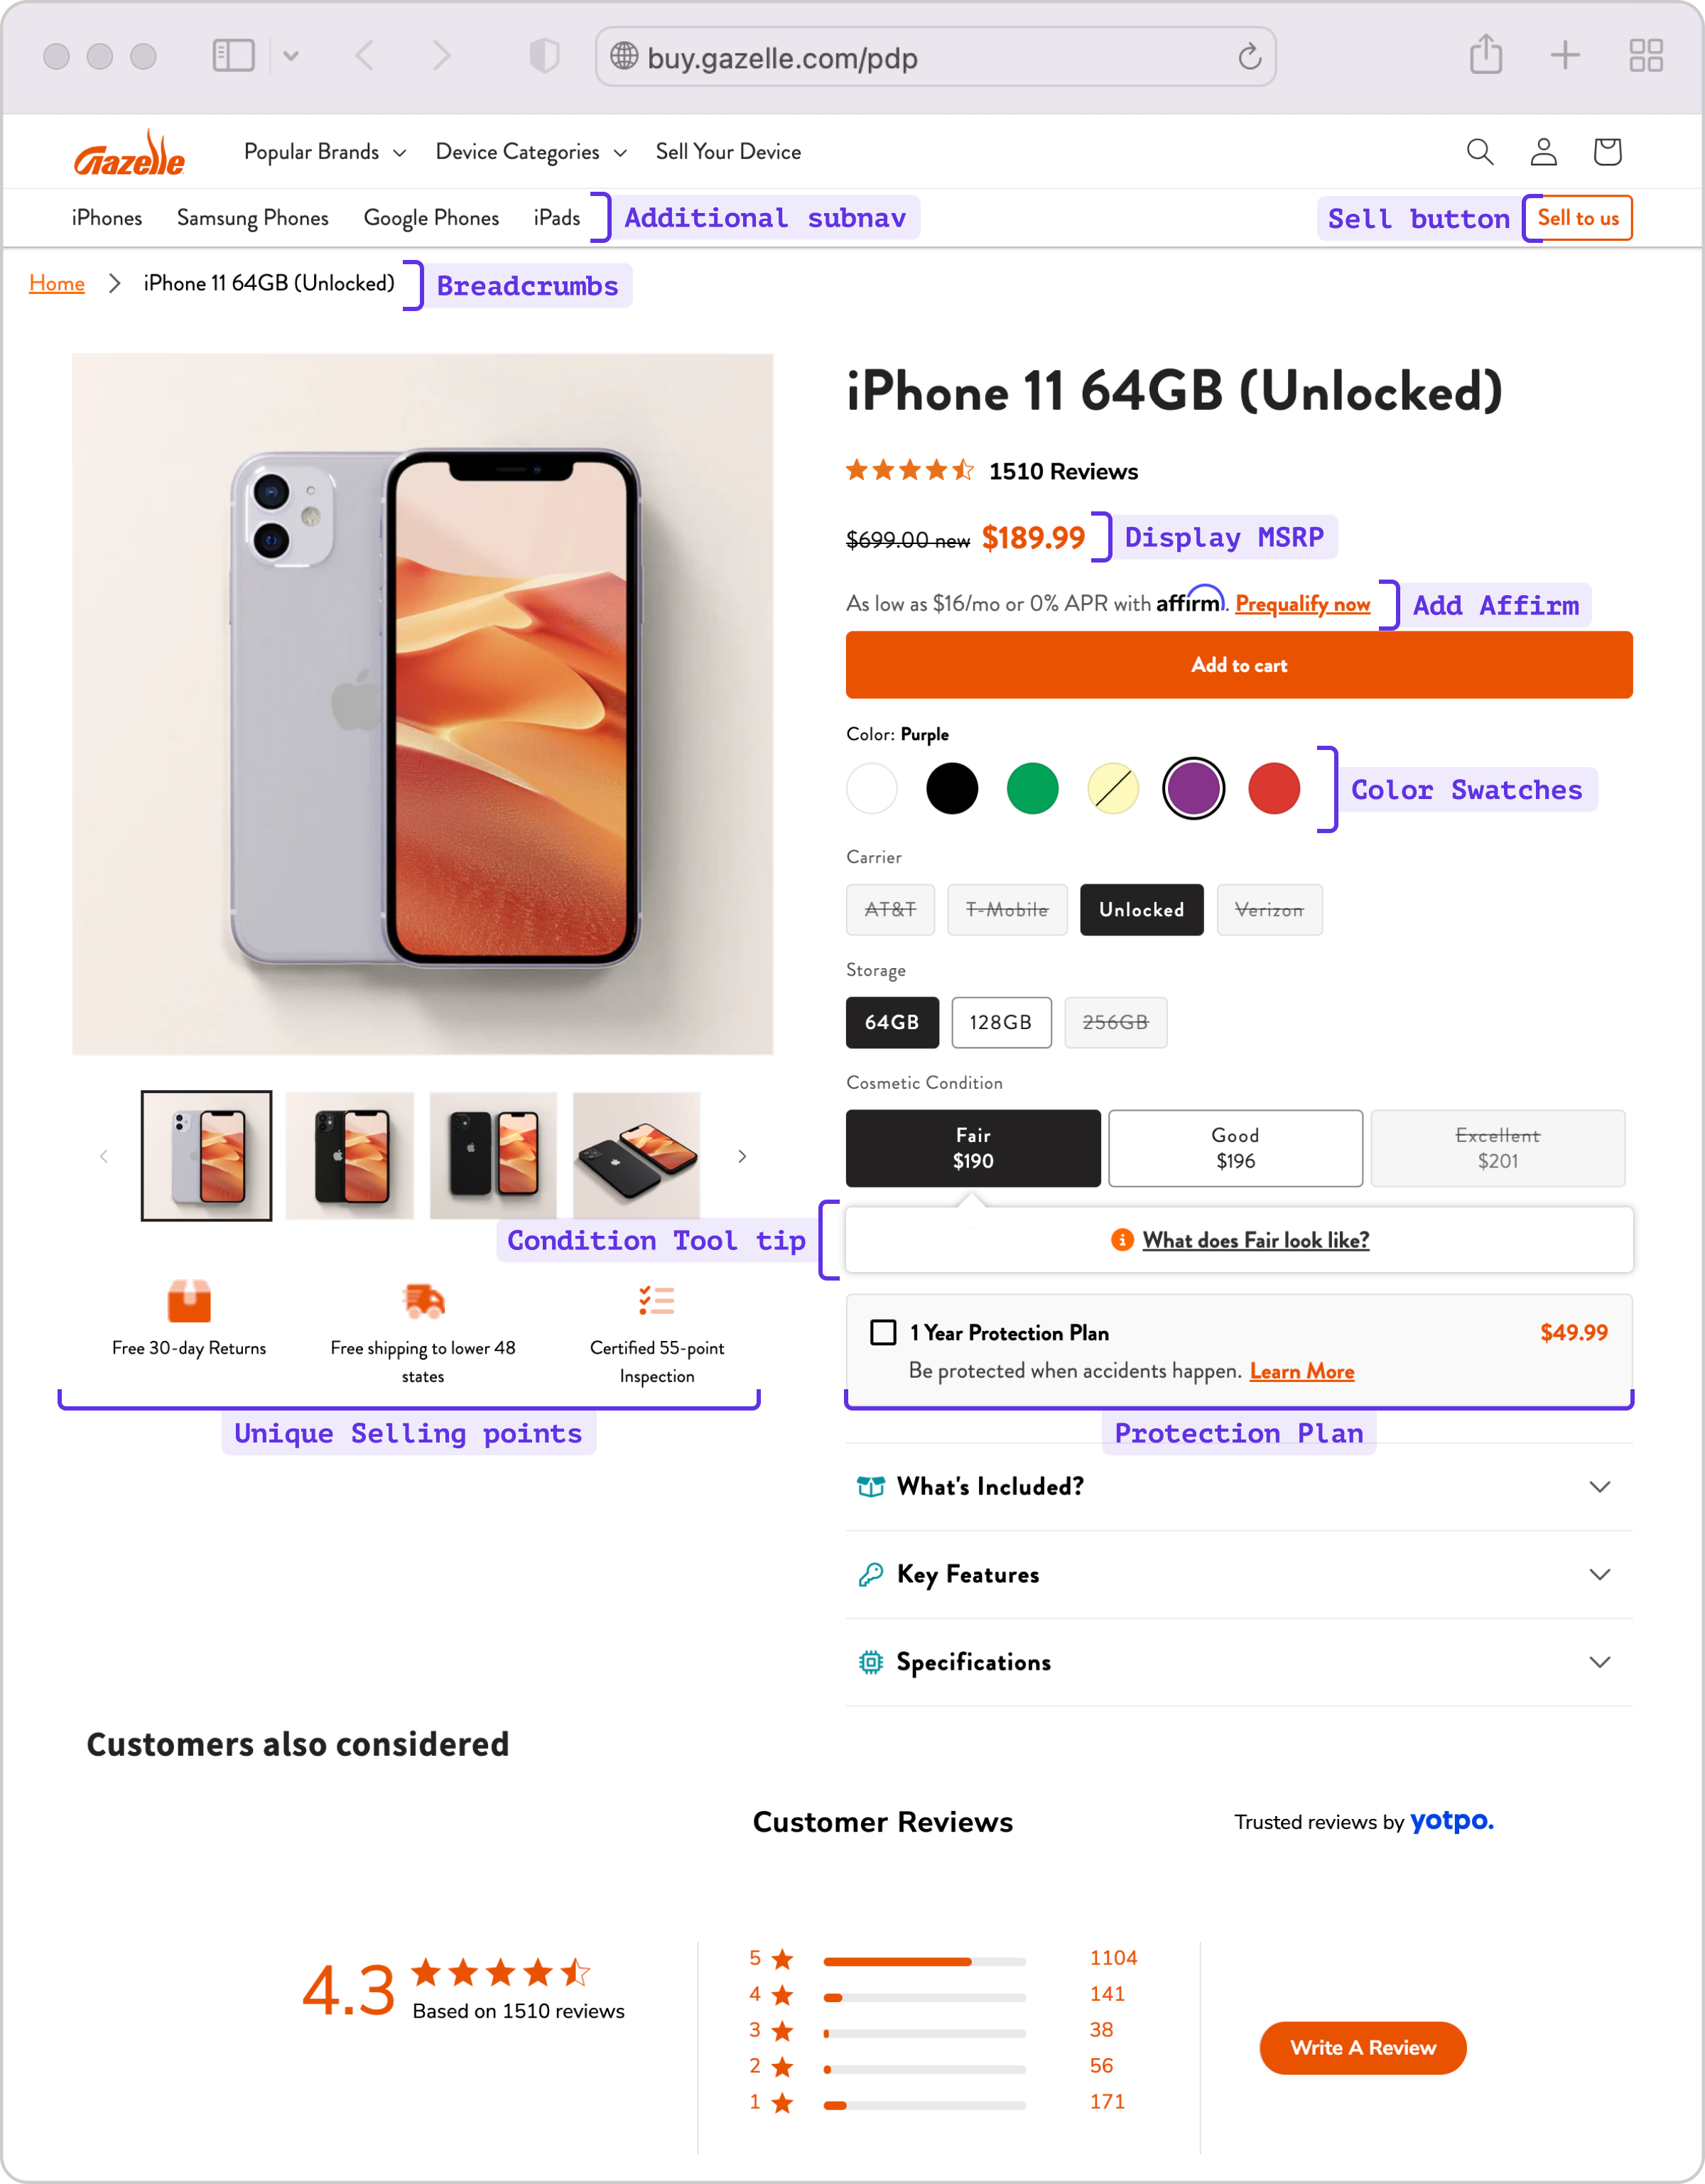 buy.gazelle.com/pdp
Gazelle
Popular Brands
Device Categories
Sell Your Device
iPhones
Samsung Phones
Google Phones
iPads
Additional subnav
Sell button
Sell to us
Home
iPhone 11 64GB (Unlocked)
Breadcrumbs
iPhone 11 64GB (Unlocked)
1510 Reviews
$699.00 new $189.99
Display MSRP
As low as $16/mo or 0% APR with affirm. Prequalify now
Add Affirm
Add to cart
Color: Purple
Color Swatches
Carrier
AT&T
T-Mobile
Unlocked
Verizon
Storage
64GB
128GB
256GB
Cosmetic Condition
Fair
$190
Good
$196
Excellent
$201
Condition Tool tip
What does Fair look like?
Free 30-day Returns
Free shipping to lower 48
states
Certified 55-point
Inspection
Unique Selling points
1 Year Protection Plan
$49.99
Be protected when accidents happen. Learn More
Protection Plan
What's Included?
Key Features
Specifications
Customers also considered
Customer Reviews
Trusted reviews by yotpo.
4.3
Based on 1510 reviews
5 1104
4 141
3 38
2 56
1 171
Write A Review